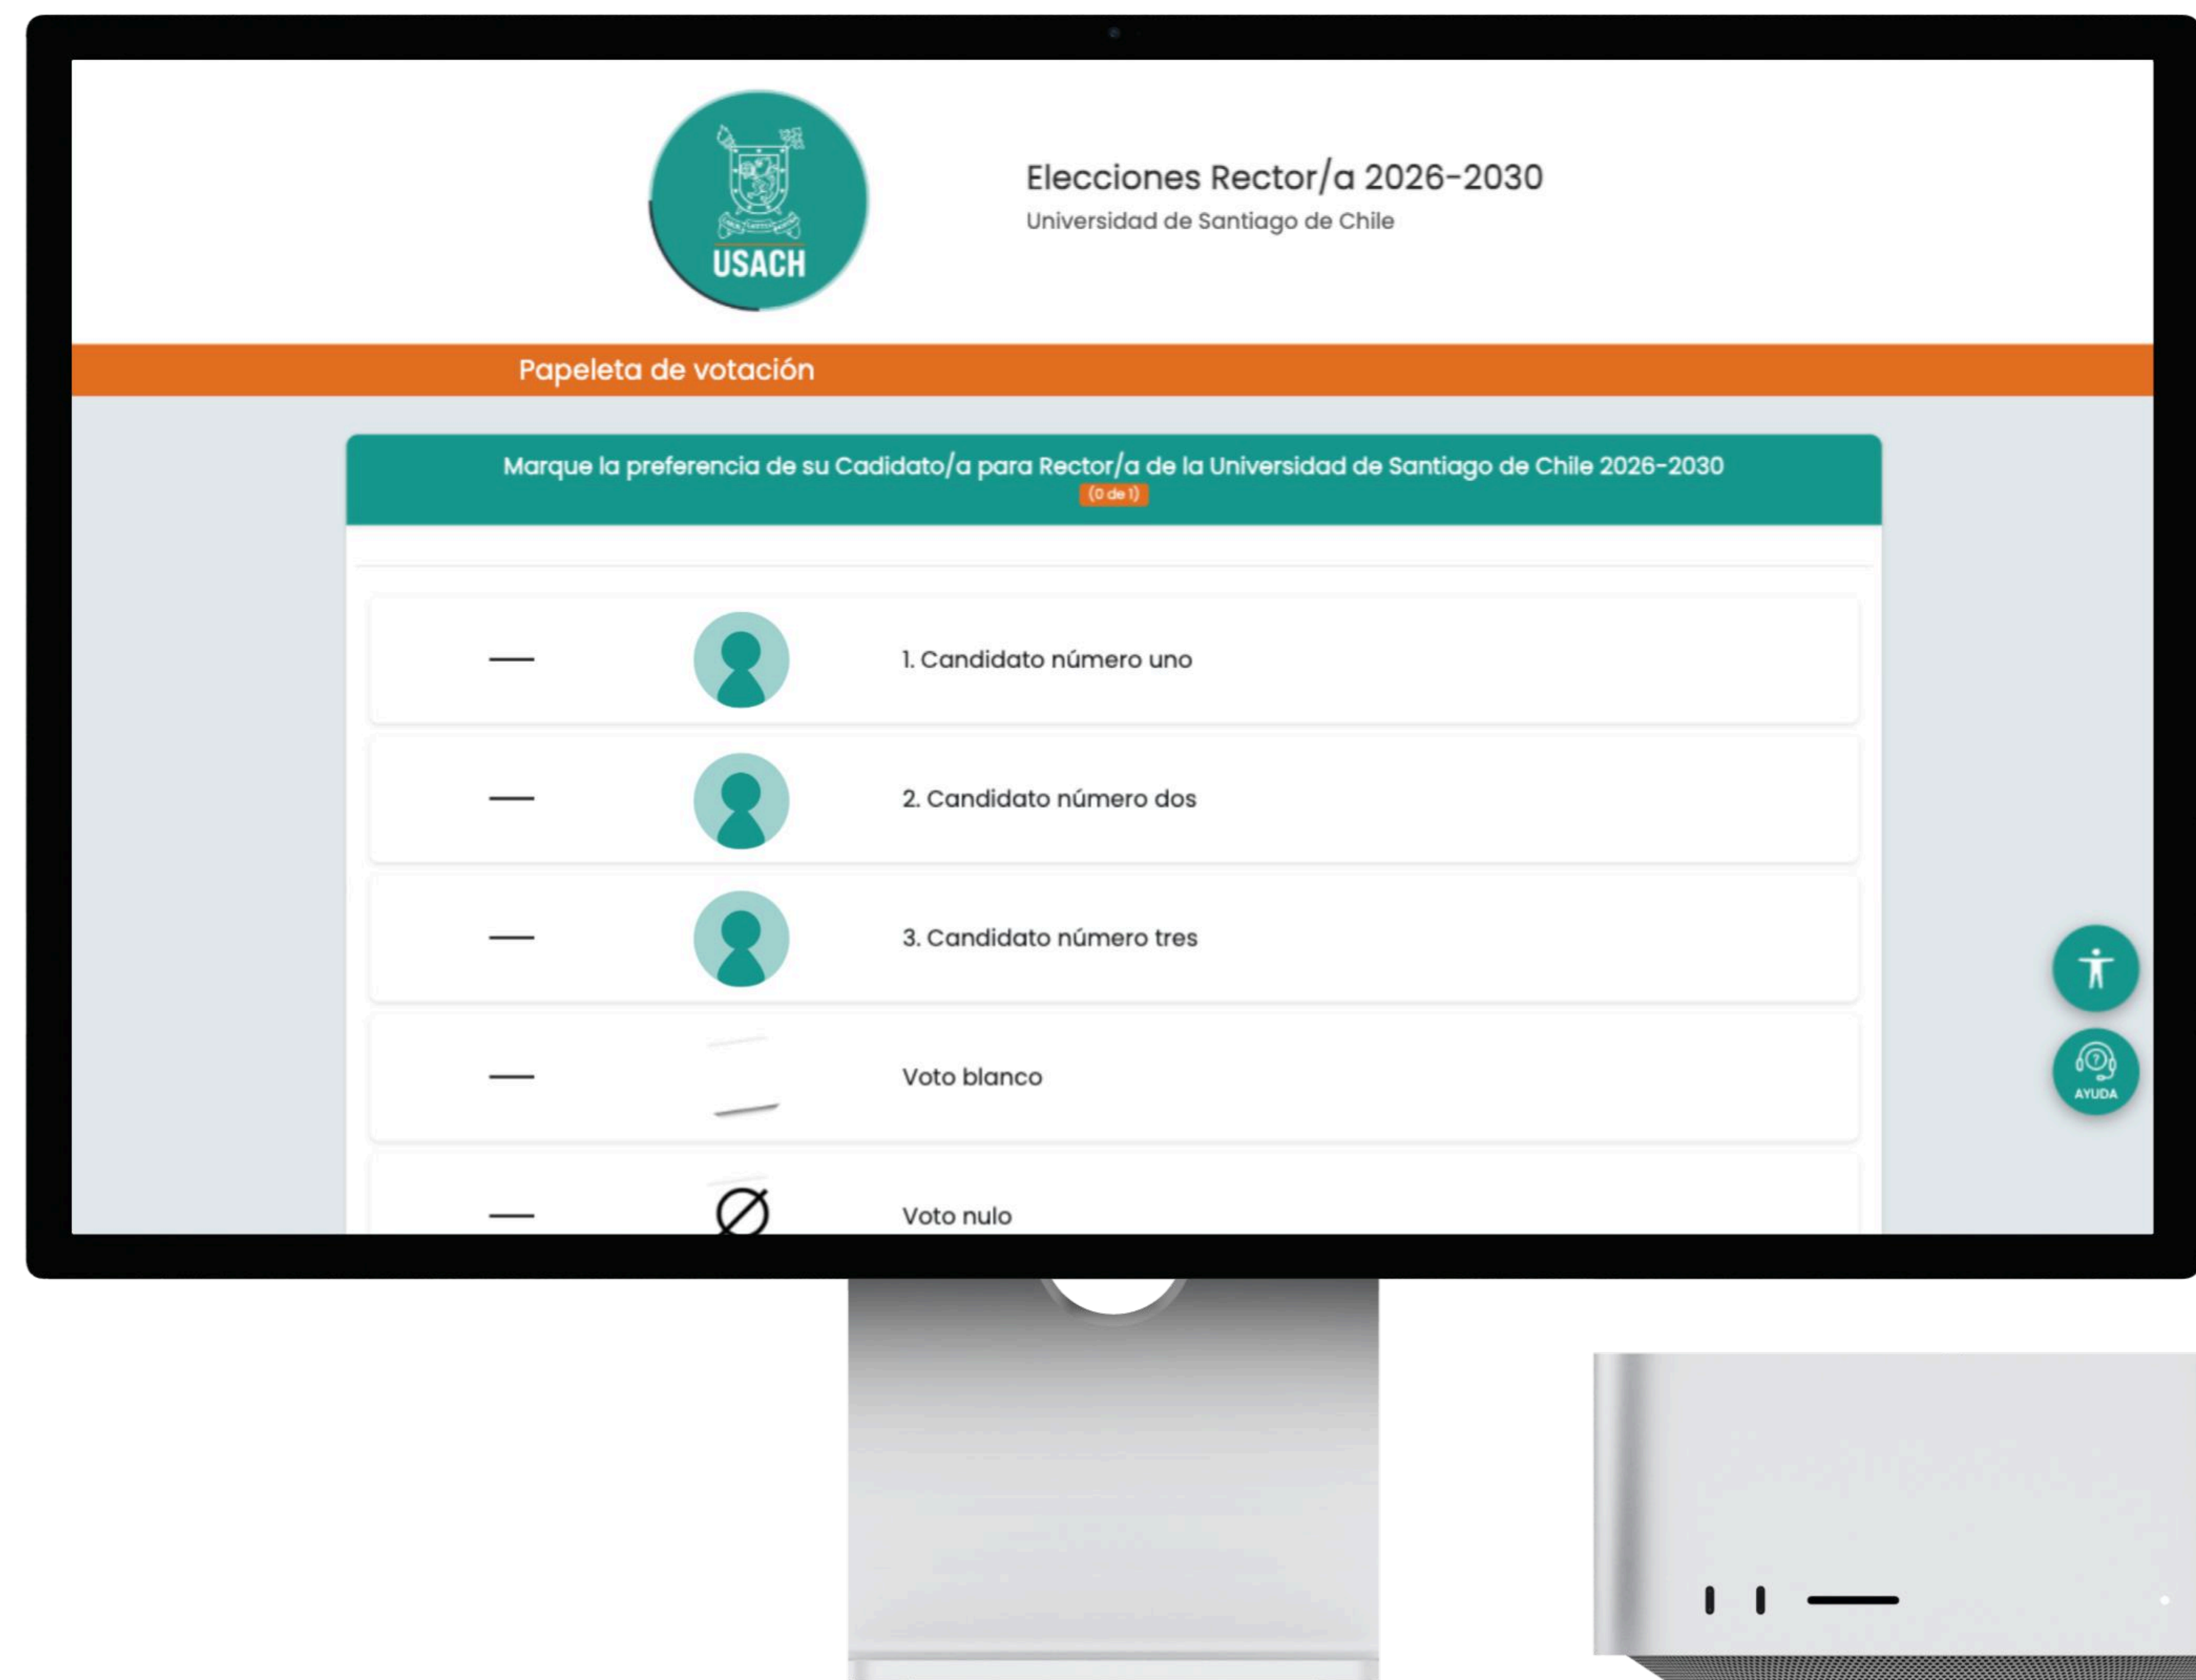 USACH
Elecciones Rector/a 2026-2030
Universidad de Santiago de Chile
Papeleta de votación
Marque la preferencia de su Cadidato/a para Rector/a de la Universidad de Santiago de Chile 2026-2030
(0 de 1)
1. Candidato número uno
2. Candidato número dos
3. Candidato número tres
Voto blanco
Voto nulo
?
AYUDA